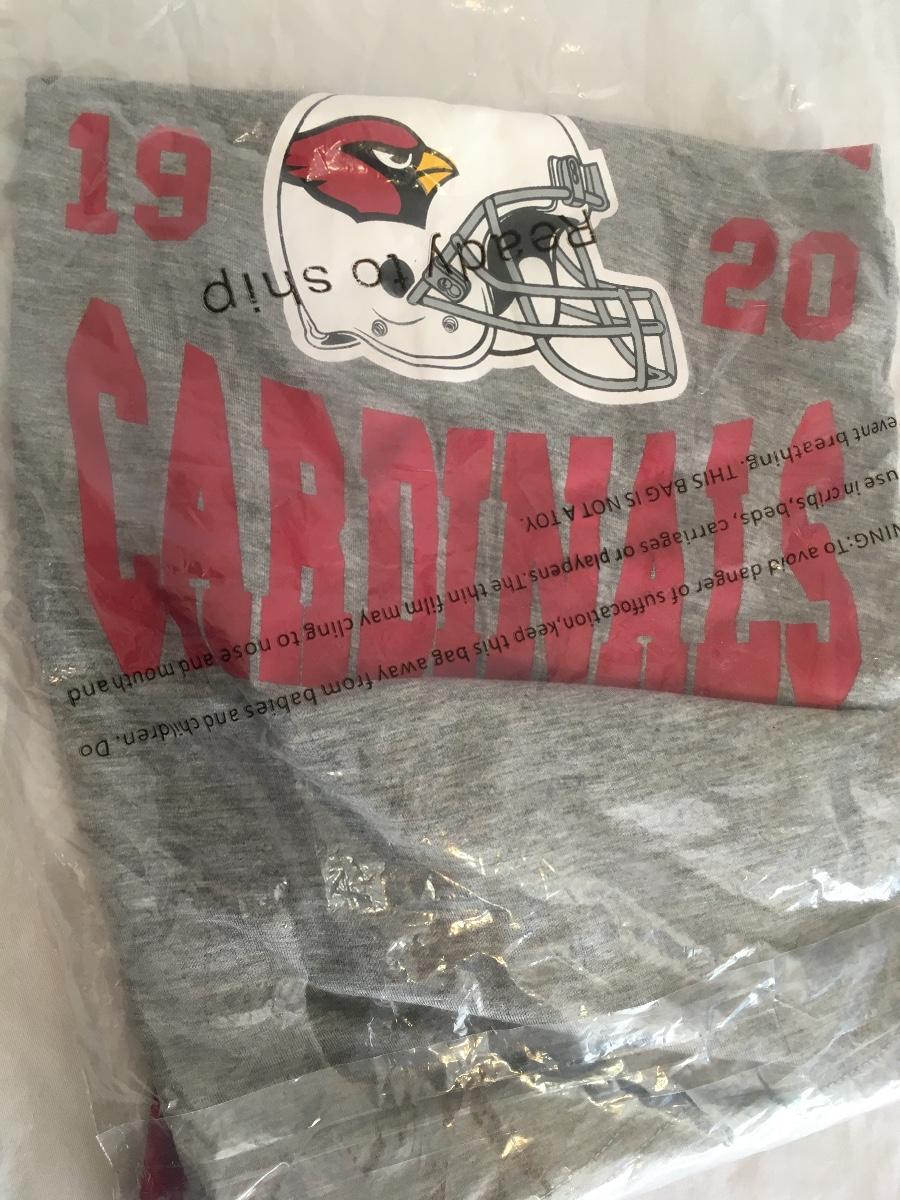 19
20
CARDINALS
Ready to ship
NING:To avoid danger of suffocation,keep this bag away from babies and children. Do
use in cribs,beds, carriages or playpens.The thin film may cling to nose and mouth and
event breathing. THIS BAG IS NOT A TOY.